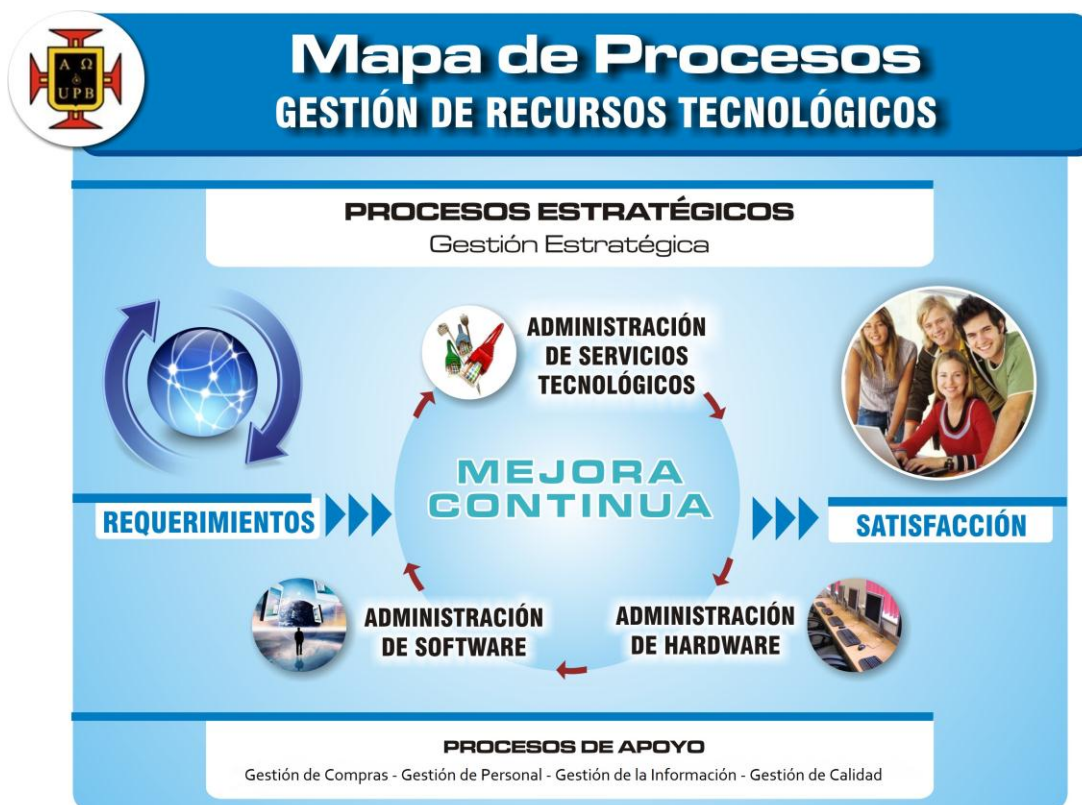 Α Ω
&
UPB
Mapa de Procesos
GESTIÓN DE RECURSOS TECNOLÓGICOS
PROCESOS ESTRATÉGICOS
Gestión Estratégica
ADMINISTRACIÓN
DE SERVICIOS
TECNOLÓGICOS
MEJORA
CONTINUA
REQUERIMIENTOS
SATISFACCIÓN
ADMINISTRACIÓN
DE SOFTWARE
ADMINISTRACIÓN
DE HARDWARE
PROCESOS DE APOYO
Gestión de Compras - Gestión de Personal - Gestión de la Información - Gestión de Calidad